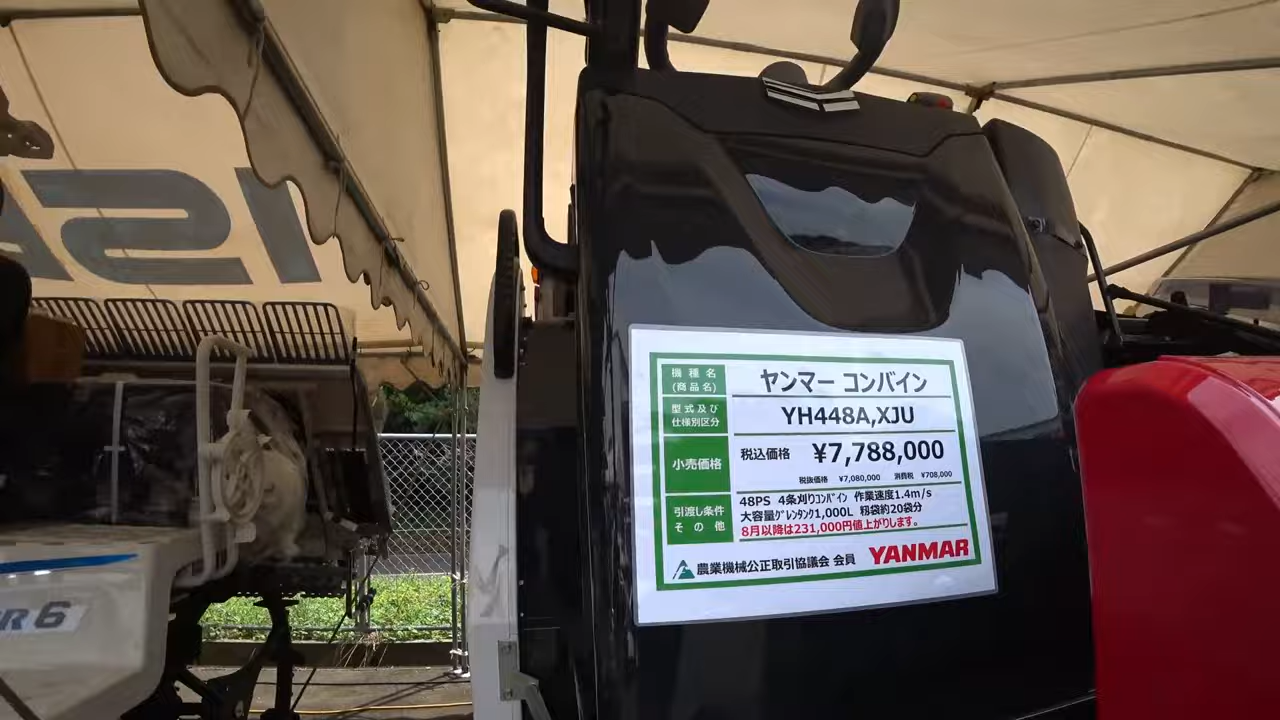 機種名
(商品名)
ヤンマー コンバイン
型式及び
仕様別区分
YH448A,XJU
小売価格
税込価格 ¥7,788,000
税抜価格 ¥7,080,000 消費税 ¥708,000
引渡し条件
その他
48PS 4条刈りコンバイン 作業速度1.4m/s
大容量グレンタンク1,000L 籾袋約20袋分
8月以降は231,000円値上がりします。
農業機械公正取引協議会 会員 YANMAR
R6